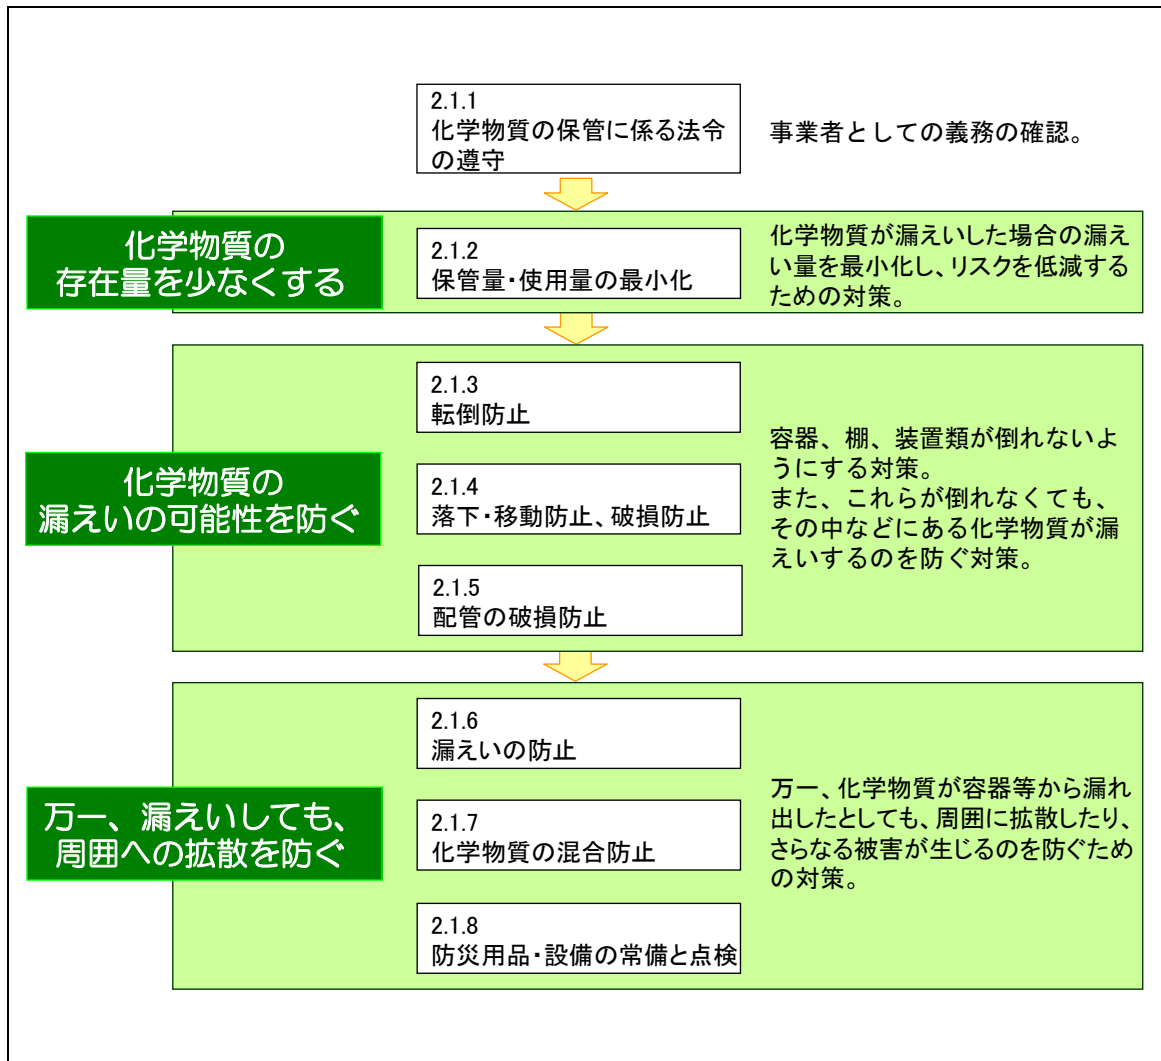 2.1.1
化学物質の保管に係る法令
の遵守
事業者としての義務の確認。
化学物質の
存在量を少なくする
2.1.2
保管量・使用量の最小化
化学物質が漏えいした場合の漏え
い量を最小化し、リスクを低減する
ための対策。
化学物質の
漏えいの可能性を防ぐ
2.1.3
転倒防止
2.1.4
落下・移動防止、破損防止
2.1.5
配管の破損防止
容器、棚、装置類が倒れないよ
うにする対策。
また、これらが倒れなくても、
その中などにある化学物質が漏
えいするのを防ぐ対策。
万一、漏えいしても、
周囲への拡散を防ぐ
2.1.6
漏えいの防止
2.1.7
化学物質の混合防止
2.1.8
防災用品・設備の常備と点検
万一、化学物質が容器等から漏れ
出したとしても、周囲に拡散したり、
さらなる被害が生じるのを防ぐため
の対策。